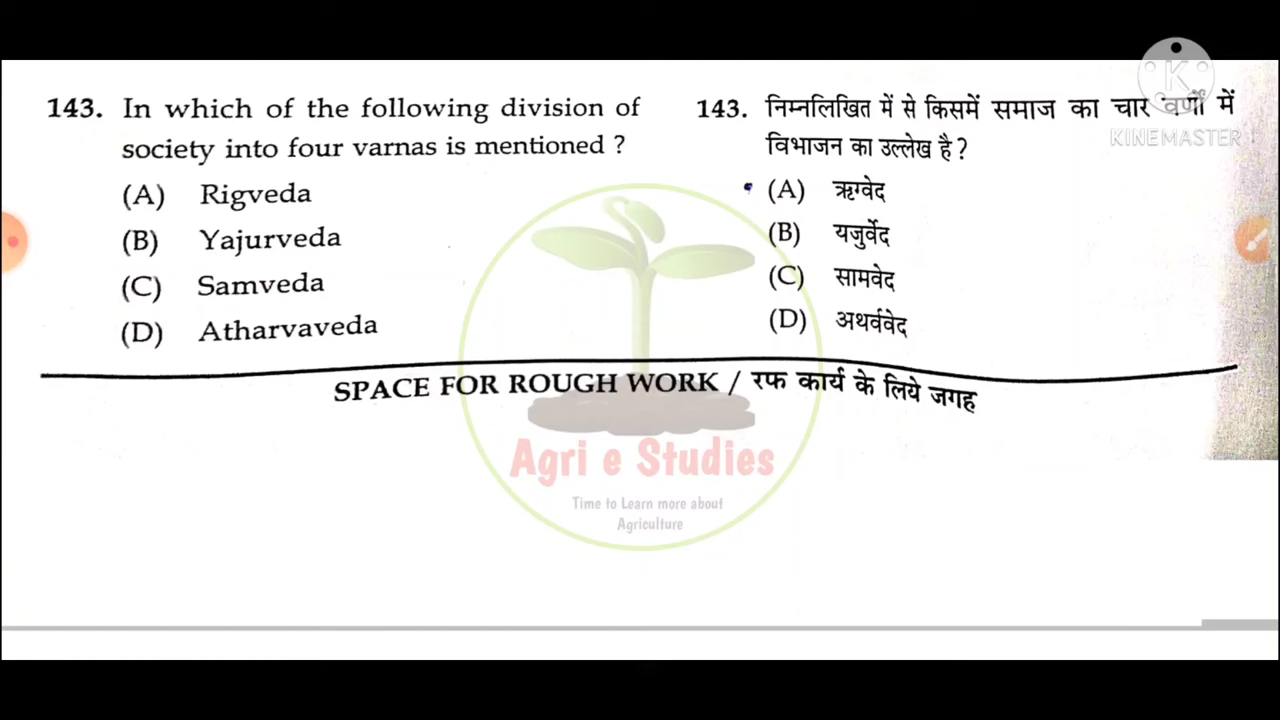 143. In which of the following division of
society into four varnas is mentioned ?
(A) Rigveda
(B) Yajurveda
(C) Samveda
(D) Atharvaveda
143. निम्नलिखित में से किसमें समाज का चार वर्णों में
विभाजन का उल्लेख है ?
(A) ऋग्वेद
(B) यजुर्वेद
(C) सामवेद
(D) अथर्ववेद
SPACE FOR ROUGH WORK / रफ कार्य के लिये जगह
Agri e Studies
Time to Learn more about
Agriculture
K
KINEMASTER